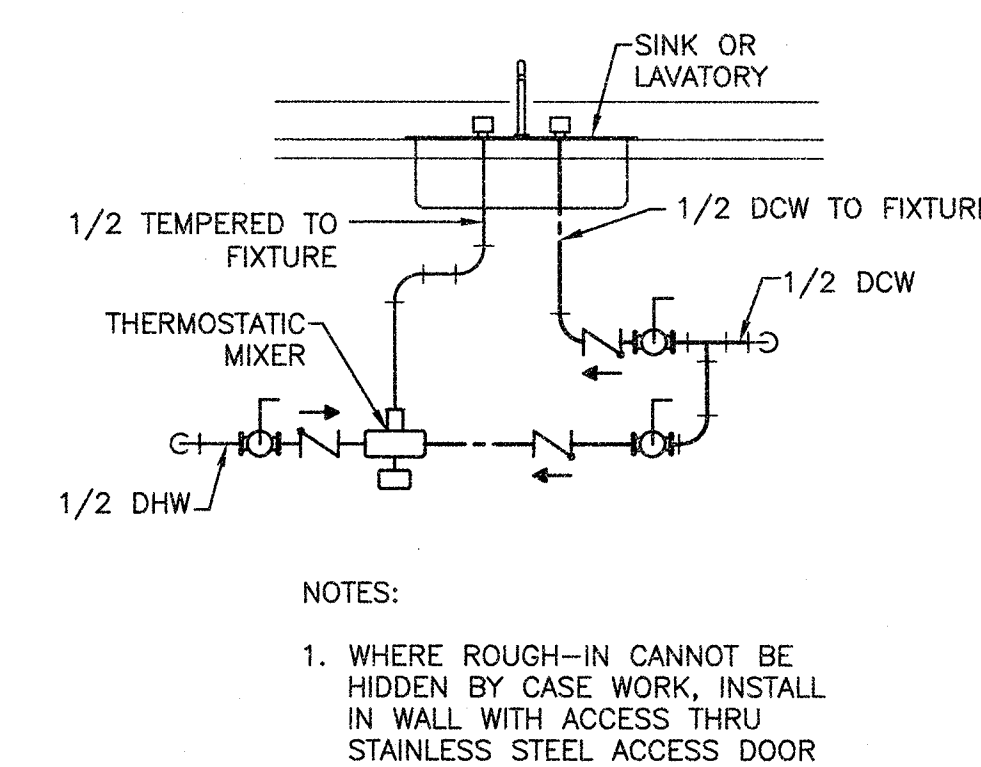 SINK OR
LAVATORY
1/2 TEMPERED TO
FIXTURE
1/2 DCW TO FIXTURE
1/2 DCW
THERMOSTATIC
MIXER
1/2 DHW
NOTES:
1. WHERE ROUGH-IN CANNOT BE
HIDDEN BY CASE WORK, INSTALL
IN WALL WITH ACCESS THRU
STAINLESS STEEL ACCESS DOOR